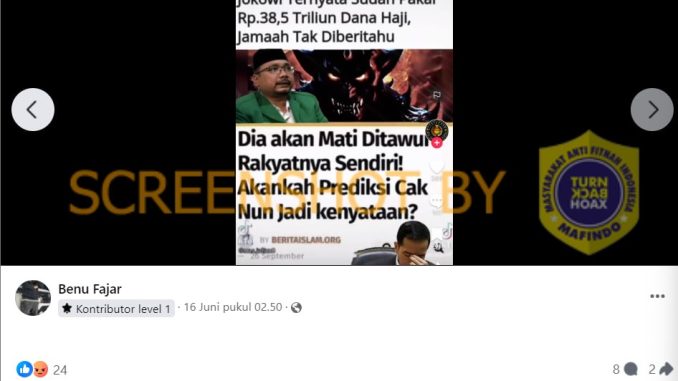 Jokowi Ternyata Sudah Pakai
Rp.38,5 Triliun Dana Haji,
Jamaah Tak Diberitahu
Dia akan Mati Ditawur
Rakyatnya Sendiri!
Akankah Prediksi Cak
Nun Jadi kenyataan?
BY BERITAISLAM.ORG
26 September
SCREENSHOT BY
MASYARAKAT ANTI FITNAH INDONESIA
TURN
BACK
HOAX
MAFINDO
Benu Fajar
Kontributor level 1 · 16 Juni pukul 02.50 ·
24
8
2